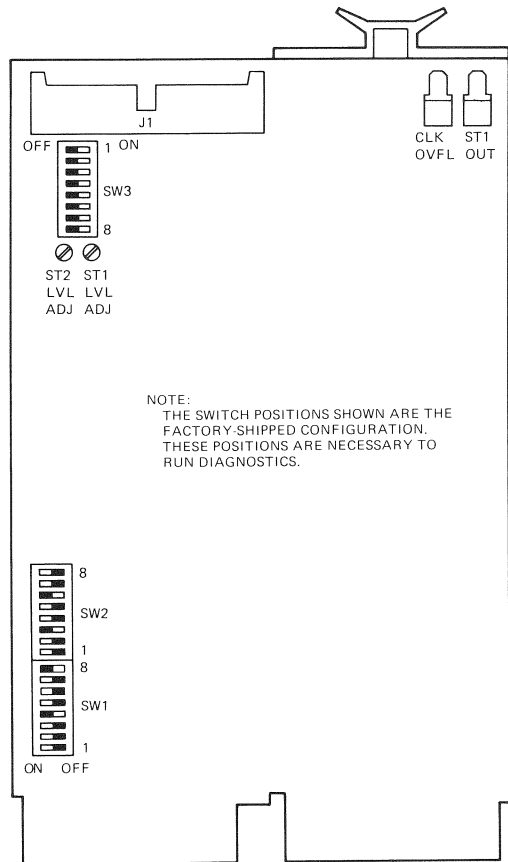 J1
CLK ST1
OVFL OUT
OFF 1 ON
SW3
8
ST2 ST1
LVL LVL
ADJ ADJ
NOTE:
THE SWITCH POSITIONS SHOWN ARE THE
FACTORY-SHIPPED CONFIGURATION.
THESE POSITIONS ARE NECESSARY TO
RUN DIAGNOSTICS.
8
SW2
1
8
SW1
1
ON OFF